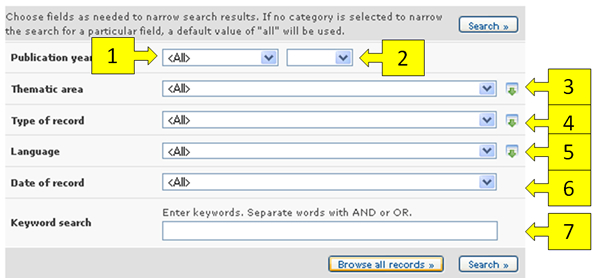 Choose fields as needed to narrow search results. If no category is selected to narrow
the search for a particular field, a default value of "all" will be used.
Search »
Publication year
1
<All>
2
Thematic area
<All>
3
Type of record
<All>
4
Language
<All>
5
Date of record
<All>
6
Keyword search
Enter keywords. Separate words with AND or OR.
7
Browse all records »
Search »